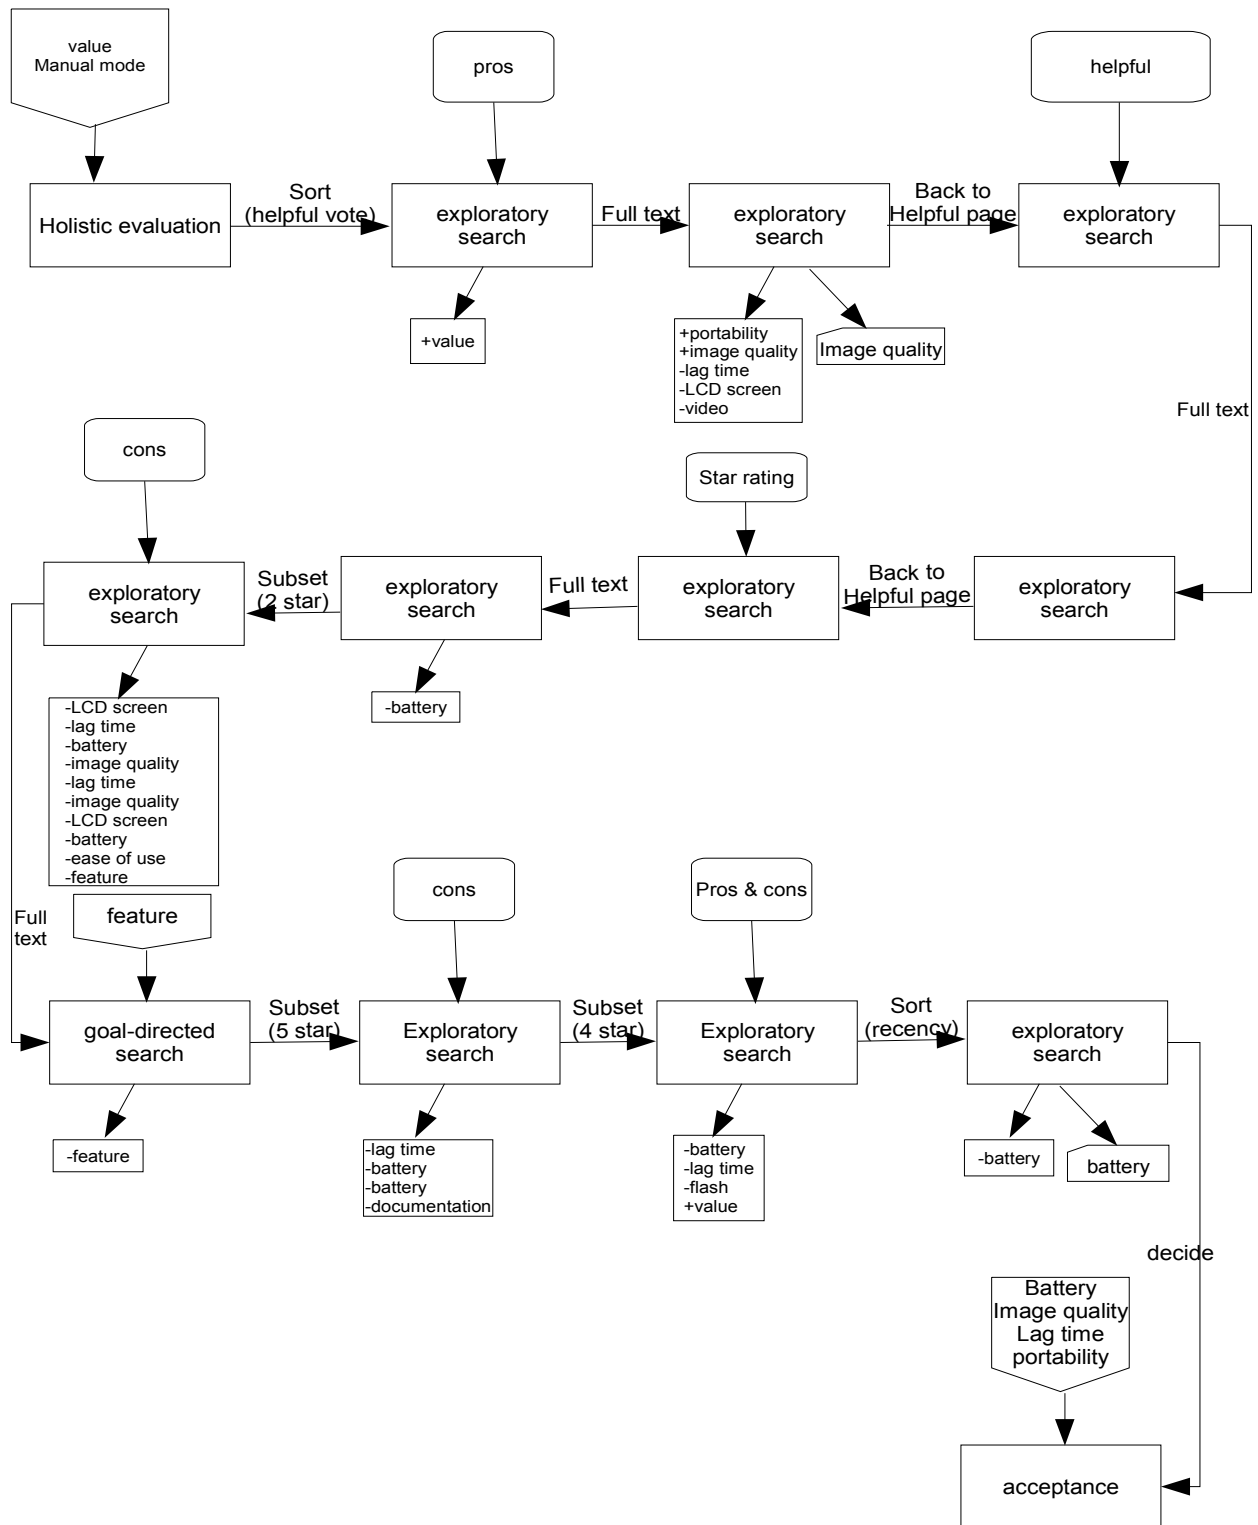 value
Manual mode
pros
helpful
Holistic evaluation
Sort
(helpful vote)
exploratory
search
Full text
exploratory
search
Back to
Helpful page
exploratory
search
+value
+portability
+image quality
-lag time
-LCD screen
-video
Image quality
Full text
cons
Star rating
exploratory
search
Subset
(2 star)
exploratory
search
Full text
exploratory
search
Back to
Helpful page
exploratory
search
-battery
-LCD screen
-lag time
-battery
-image quality
-lag time
-image quality
-LCD screen
-battery
-ease of use
-feature
Full
text
feature
cons
Pros & cons
goal-directed
search
Subset
(5 star)
Exploratory
search
Subset
(4 star)
Exploratory
search
Sort
(recency)
exploratory
search
-feature
-lag time
-battery
-battery
-documentation
-battery
-lag time
-flash
+value
-battery
battery
decide
Battery
Image quality
Lag time
portability
acceptance